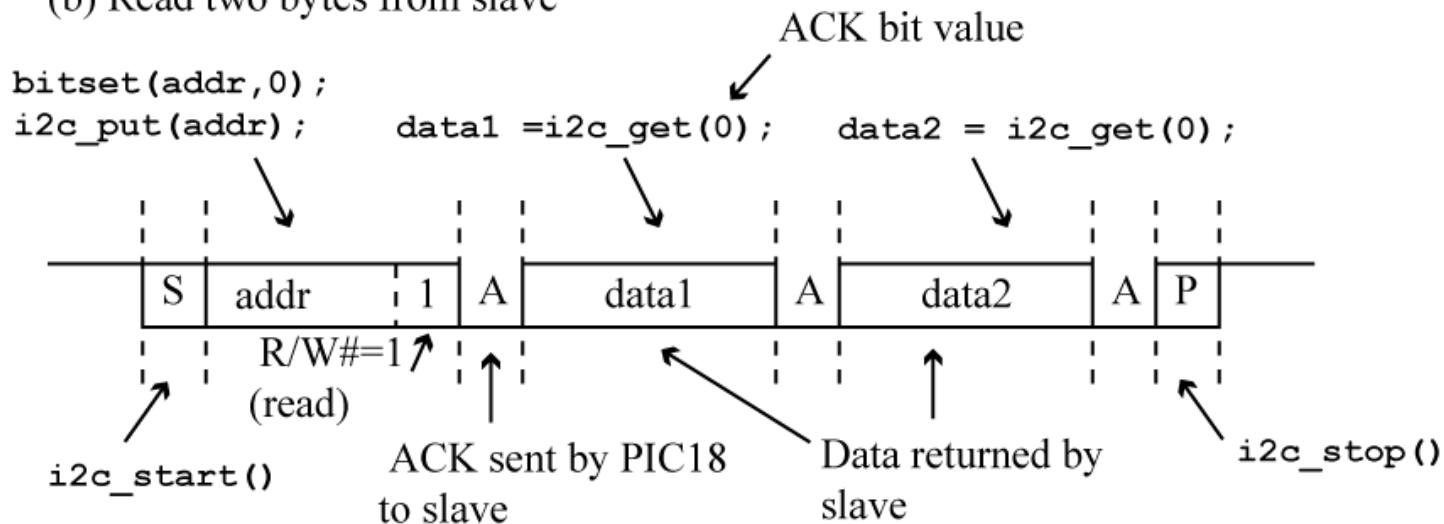 (b) Read two bytes from slave
ACK bit value
bitset(addr,0);
i2c_put(addr);
data1 =i2c_get(0);
data2 = i2c_get(0);
S
addr
1
A
data1
A
data2
A
P
R/W#=1
(read)
i2c_start()
ACK sent by PIC18
to slave
Data returned by
slave
i2c_stop()